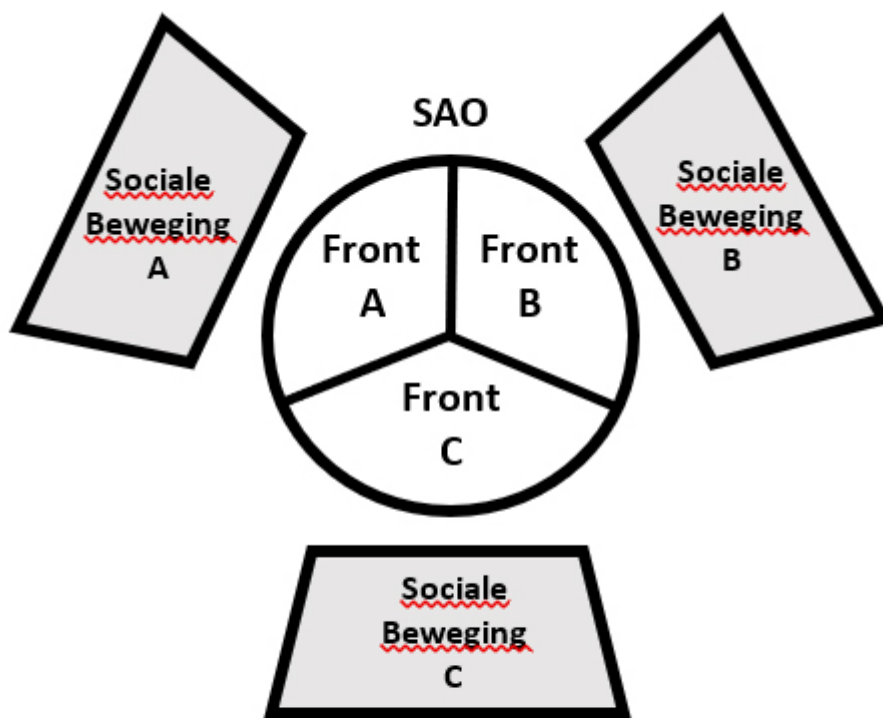 SAO
Sociale
Beweging
A
Sociale
Beweging
B
Front
A
Front
B
Front
C
Sociale
Beweging
C